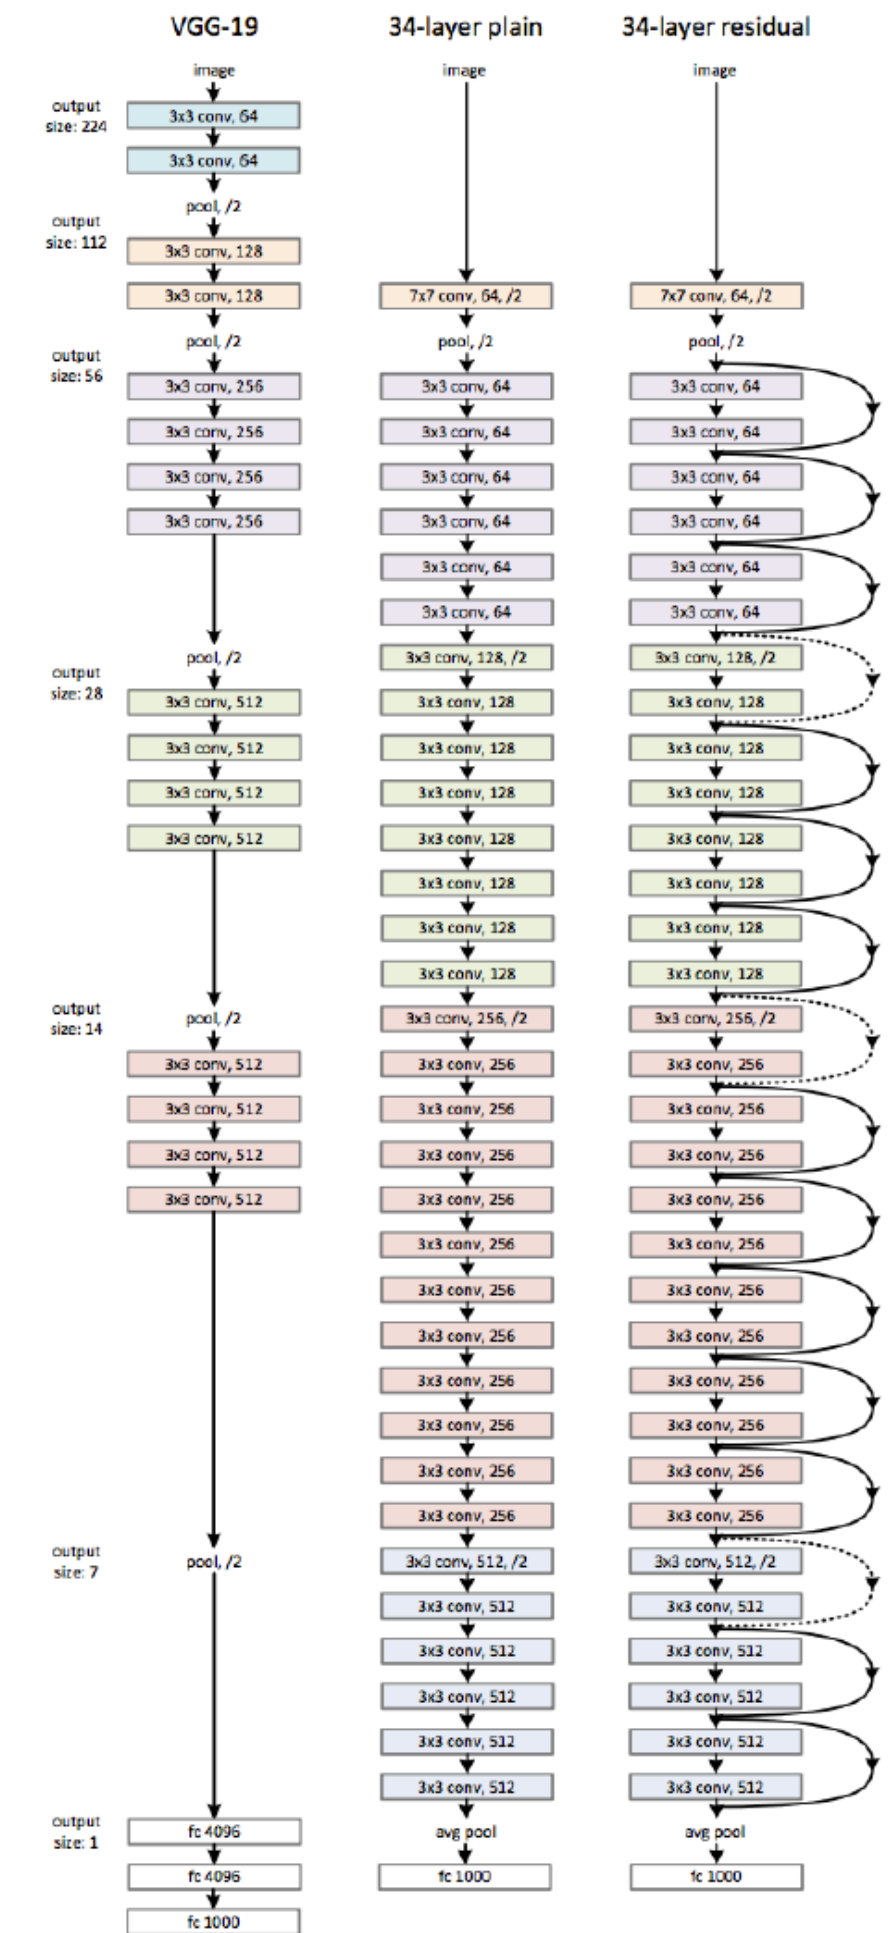 output
size: 224
output
size: 112
output
size: 56
output
size: 28
output
size: 14
output
size: 7
output
size: 1
VGG-19
image
3x3 conv, 64
3x3 conv, 64
pool, /2
3x3 conv, 128
3x3 conv, 128
pool, /2
3x3 conv, 256
3x3 conv, 256
3x3 conv, 256
3x3 conv, 256
pool, /2
3x3 conv, 512
3x3 conv, 512
3x3 conv, 512
3x3 conv, 512
pool, /2
3x3 conv, 512
3x3 conv, 512
3x3 conv, 512
3x3 conv, 512
pool, /2
fc 4096
fc 4096
fc 1000
34-layer plain
image
7x7 conv, 64, /2
pool, /2
3x3 conv, 64
3x3 conv, 64
3x3 conv, 64
3x3 conv, 64
3x3 conv, 64
3x3 conv, 64
3x3 conv, 128, /2
3x3 conv, 128
3x3 conv, 128
3x3 conv, 128
3x3 conv, 128
3x3 conv, 128
3x3 conv, 128
3x3 conv, 128
3x3 conv, 256, /2
3x3 conv, 256
3x3 conv, 256
3x3 conv, 256
3x3 conv, 256
3x3 conv, 256
3x3 conv, 256
3x3 conv, 256
3x3 conv, 256
3x3 conv, 256
3x3 conv, 256
3x3 conv, 256
3x3 conv, 512, /2
3x3 conv, 512
3x3 conv, 512
3x3 conv, 512
3x3 conv, 512
3x3 conv, 512
avg pool
fc 1000
34-layer residual
image
7x7 conv, 64, /2
pool, /2
3x3 conv, 64
3x3 conv, 64
3x3 conv, 64
3x3 conv, 64
3x3 conv, 64
3x3 conv, 64
3x3 conv, 128, /2
3x3 conv, 128
3x3 conv, 128
3x3 conv, 128
3x3 conv, 128
3x3 conv, 128
3x3 conv, 128
3x3 conv, 128
3x3 conv, 256, /2
3x3 conv, 256
3x3 conv, 256
3x3 conv, 256
3x3 conv, 256
3x3 conv, 256
3x3 conv, 256
3x3 conv, 256
3x3 conv, 256
3x3 conv, 256
3x3 conv, 256
3x3 conv, 256
3x3 conv, 512, /2
3x3 conv, 512
3x3 conv, 512
3x3 conv, 512
3x3 conv, 512
3x3 conv, 512
avg pool
fc 1000